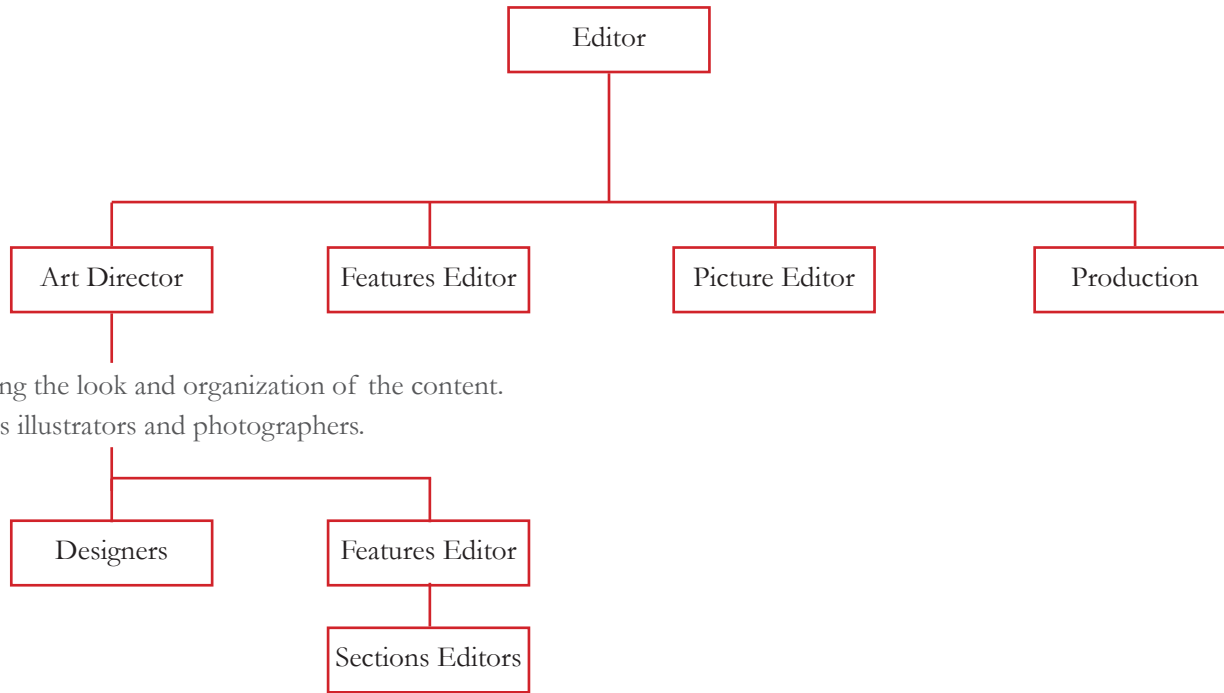 Editor
Art Director
Features Editor
Picture Editor
Production
ng the look and organization of the content.
s illustrators and photographers.
Designers
Features Editor
Sections Editors